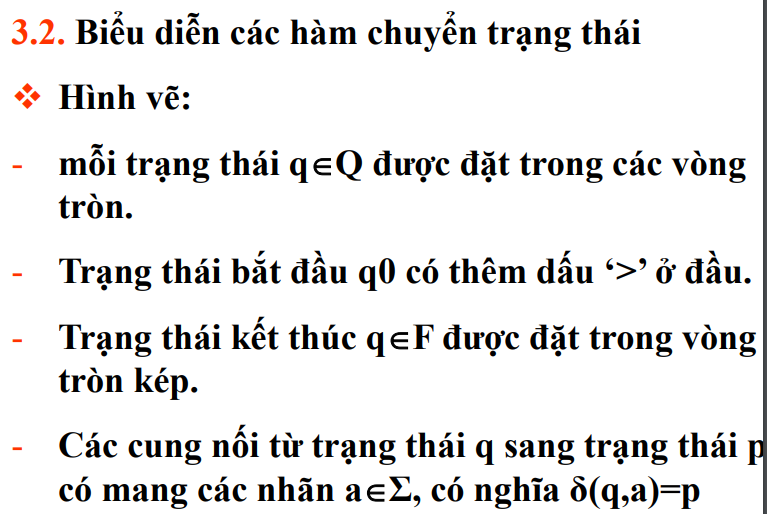 3.2. Biểu diễn các hàm chuyển trạng thái
❖ Hình vẽ:
- mỗi trạng thái q∈Q được đặt trong các vòng
tròn.
- Trạng thái bắt đầu q0 có thêm dấu ‘>’ ở đầu.
- Trạng thái kết thúc q∈F được đặt trong vòng
tròn kép.
- Các cung nối từ trạng thái q sang trạng thái p
có mang các nhãn a∈Σ, có nghĩa δ(q,a)=p